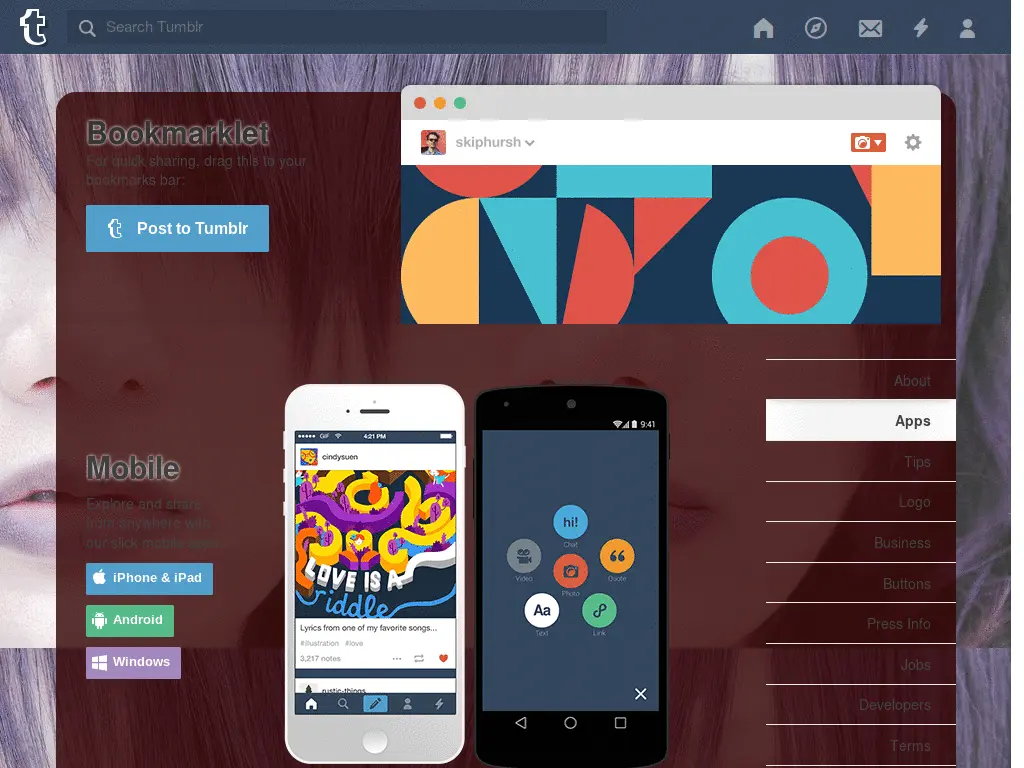 Search Tumblr
Bookmarklet
For quick sharing, drag this to your
bookmarks bar:
Post to Tumblr
skiphursh
About
Apps
Tips
Logo
Business
Buttons
Press Info
Jobs
Developers
Terms
Mobile
Explore and share
from anywhere with
our slick mobile apps.
iPhone & iPad
Android
Windows
GIF
4:21 PM
cindysuen
LOVE IS A
riddle
Lyrics from one of my favorite songs...
#illustration #love
3,217 notes
rustic-things
9:41
hi!
Chat
Video
Quote
Photo
Aa
Text
Link